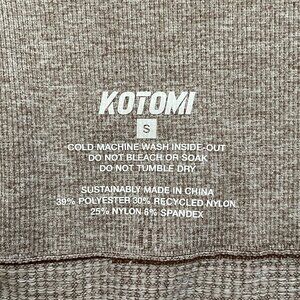 KOTOMI
S
COLD MACHINE WASH INSIDE-OUT
DO NOT BLEACH OR SOAK
DO NOT TUMBLE DRY
SUSTAINABLY MADE IN CHINA
39% POLYESTER 30% RECYCLED NYLON
25% NYLON 6% SPANDEX